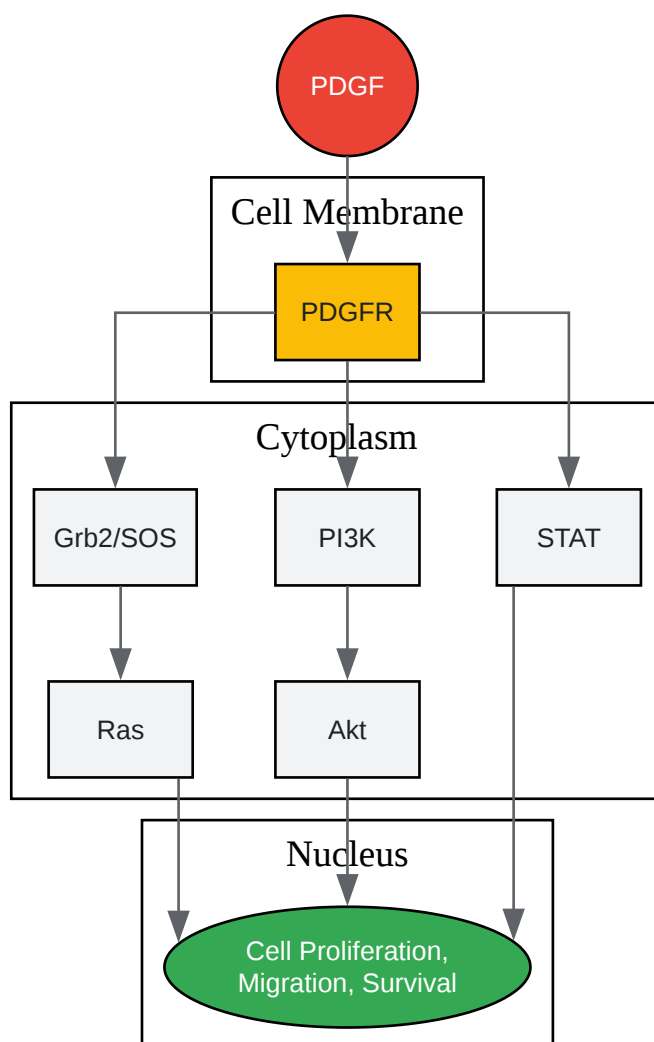 PDGF
Cell Membrane
PDGFR
Cytoplasm
Grb2/SOS
PI3K
STAT
Ras
Akt
Nucleus
Cell Proliferation,
Migration, Survival